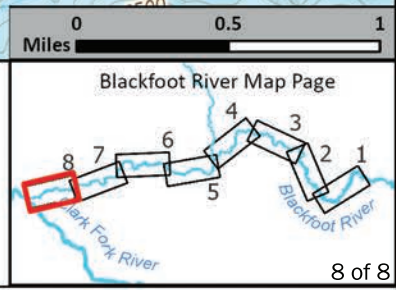 0 0.5 1
Miles
Blackfoot River Map Page
8 7 6 5 4 3 2 1
Clark Fork River
Blackfoot River
8 of 8